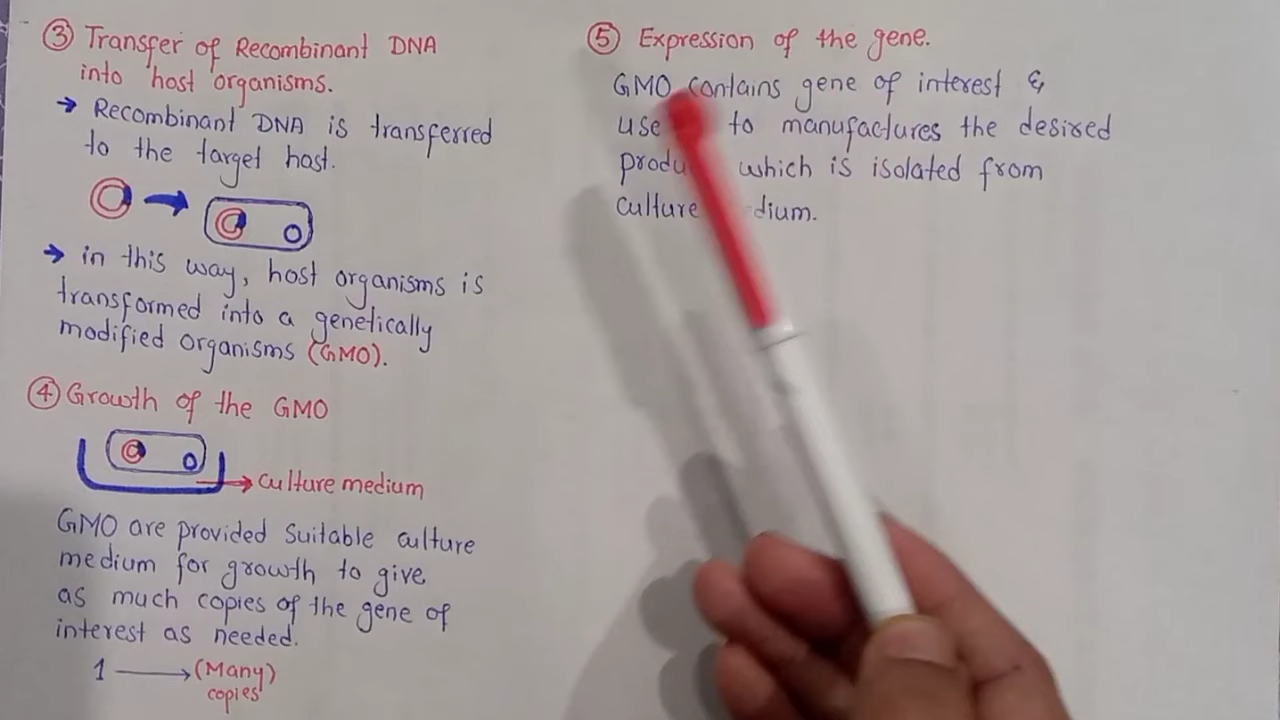 ③ Transfer of Recombinant DNA
into host organisms.
→ Recombinant DNA is transferred
to the target host.
→ in this way, host organisms is
transformed into a genetically
modified organisms (GMO).
④ Growth of the GMO
→ culture medium
GMO are provided suitable culture
medium for growth to give
as much copies of the gene of
interest as needed.
1 → (Many)
copies
⑤ Expression of the gene.
GMO contains gene of interest &
use to manufactures the desired
which is isolated from
culture